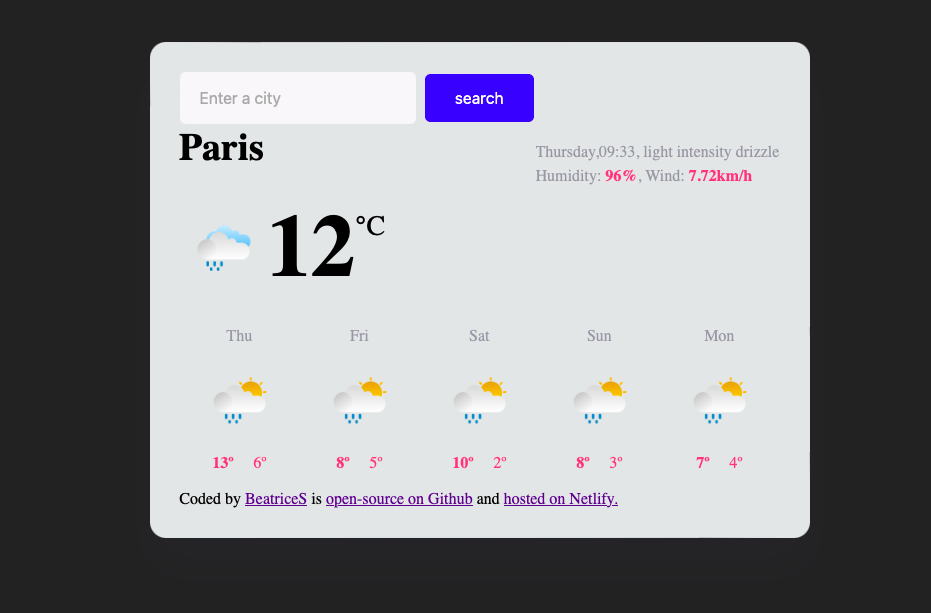 Enter a city search
Paris
Thursday,09:33, light intensity drizzle
Humidity: 96%, Wind: 7.72km/h
12°C
Thu Fri Sat Sun Mon
13° 6° 8° 5° 10° 2° 8° 3° 7° 4°
Coded by BeatriceS is open-source on Github and hosted on Netlify.